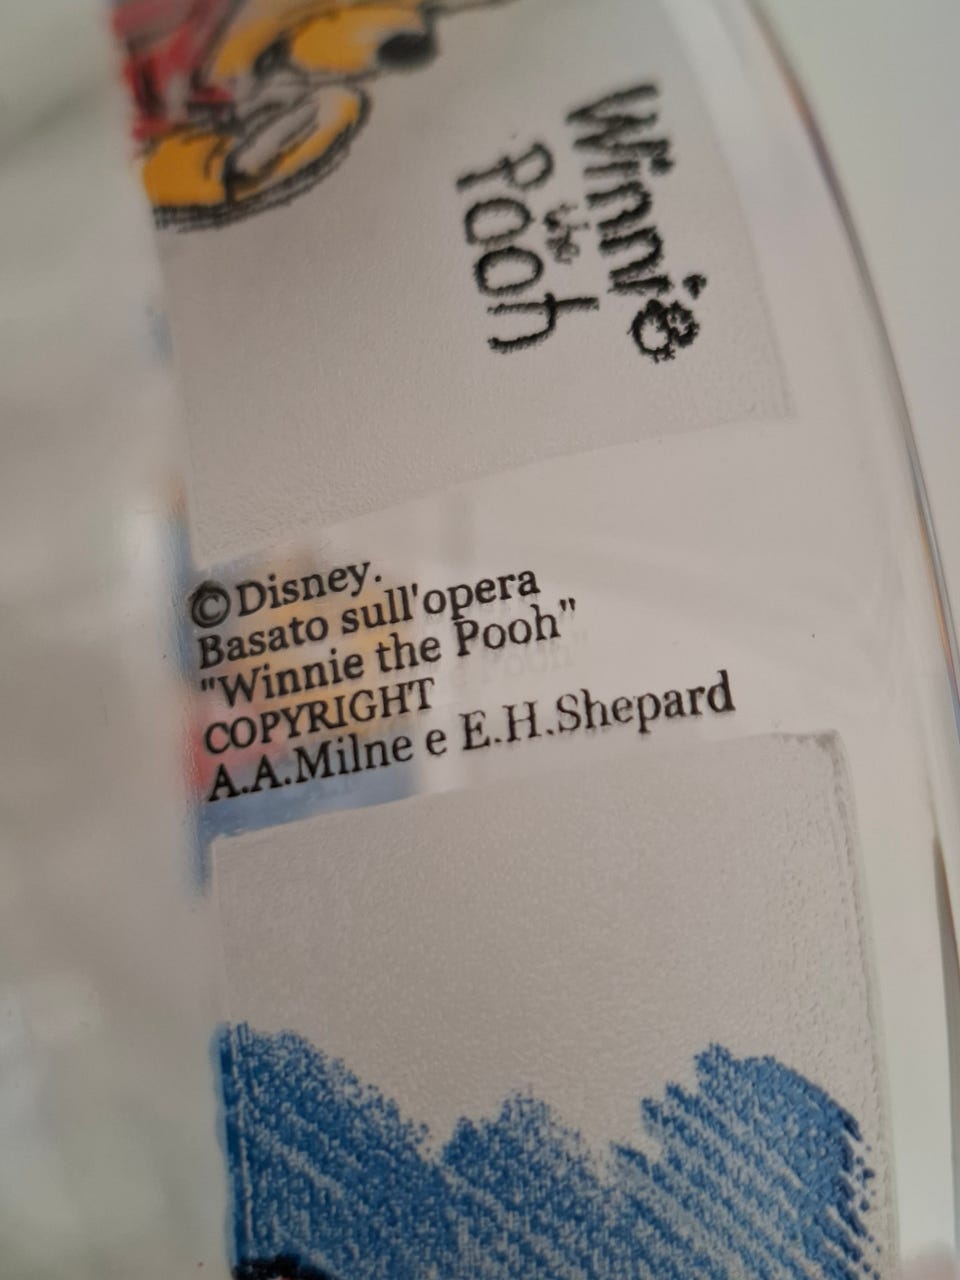 Winnie
the
Pooh
©Disney.
Basato sull'opera
"Winnie the Pooh"
COPYRIGHT
A.A.Milne e E.H.Shepard